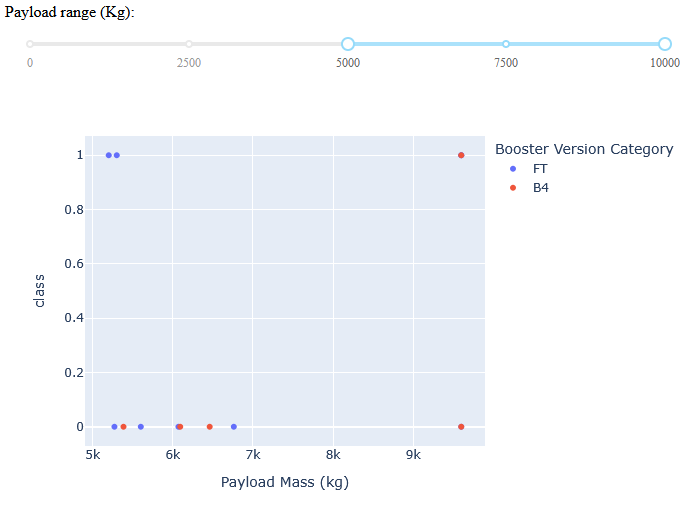 Payload range (Kg):
0 2500 5000 7500 10000
Booster Version Category
FT
B4
1
0.8
0.6
0.4
0.2
0
class
5k 6k 7k 8k 9k
Payload Mass (kg)